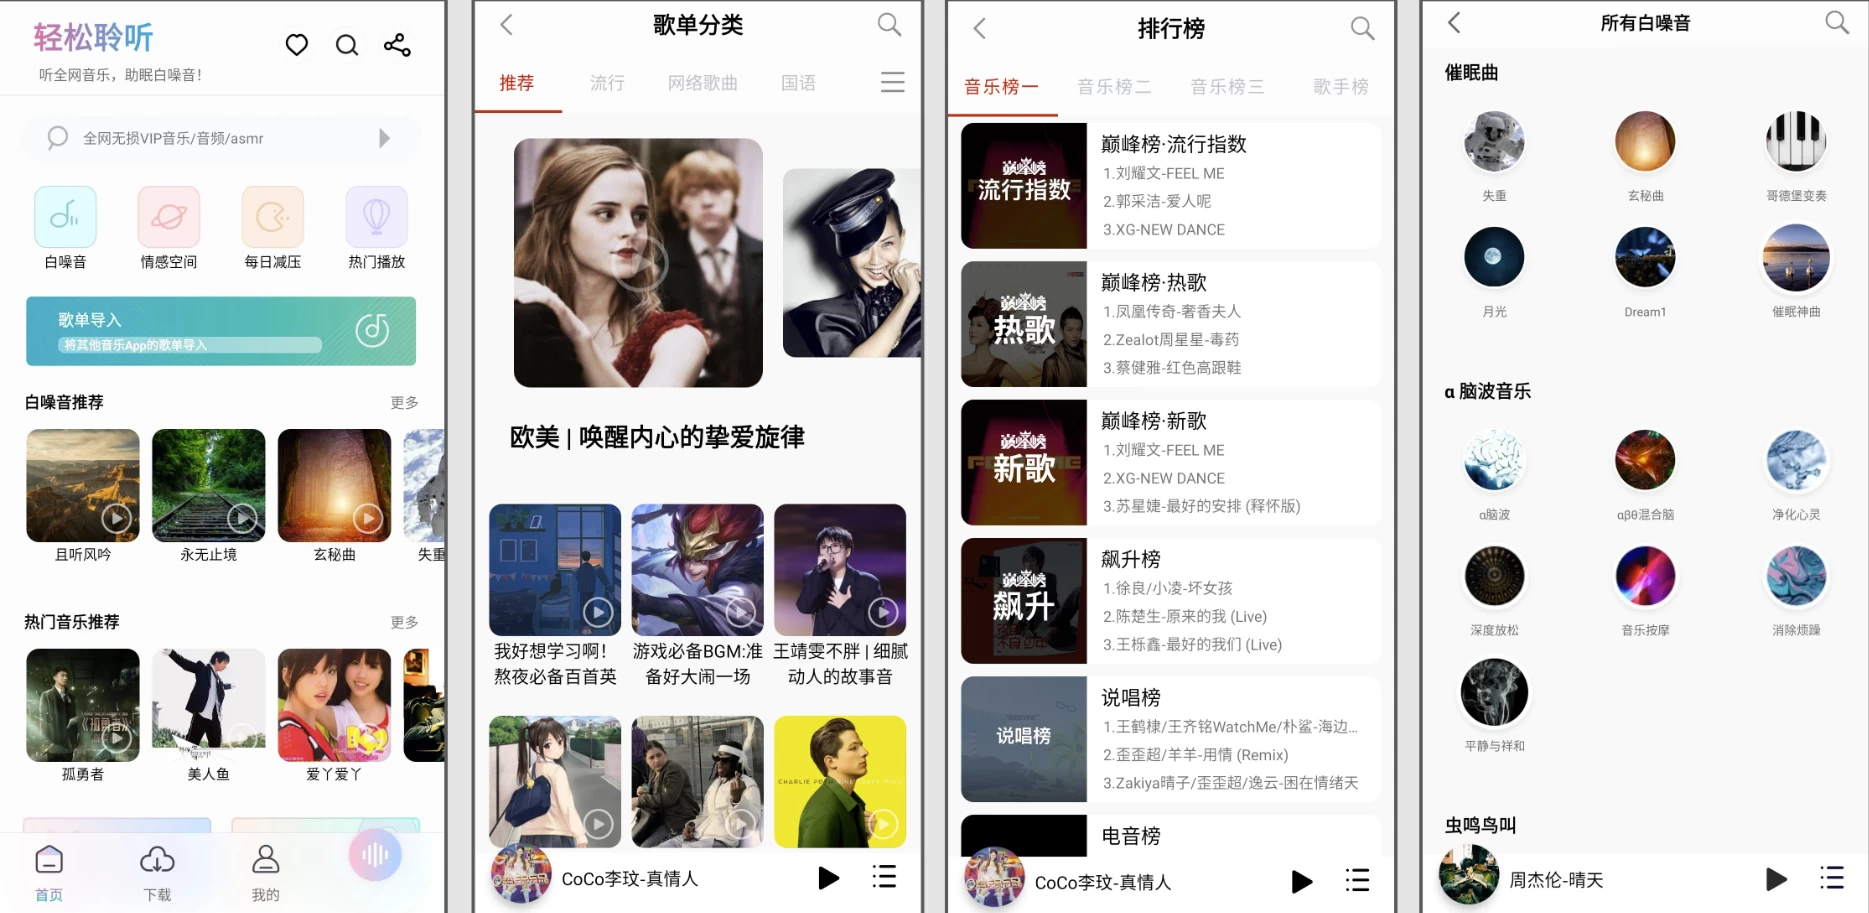 轻松聆听
听全网音乐，助眠白噪音！
全网无损VIP音乐/音频/asmr
白噪音
情感空间
每日减压
热门播放
歌单导入
将其他音乐App的歌单导入
白噪音推荐
更多
且听风吟
永无止境
玄秘曲
失重
热门音乐推荐
更多
《孤勇者》
孤勇者
美人鱼
爱丫爱丫
首页
下载
我的
歌单分类
推荐
流行
网络歌曲
国语
欧美 | 唤醒内心的挚爱旋律
我好想学习啊！
熬夜必备百首英
游戏必备BGM:准
备好大闹一场
王靖雯不胖 | 细腻
动人的故事音
CoCo李玟-真情人
排行榜
音乐榜一
音乐榜二
音乐榜三
歌手榜
巅峰榜
流行指数
巅峰榜·流行指数
1.刘耀文-FEEL ME
2.郭采洁-爱人呢
3.XG-NEW DANCE
巅峰榜
热歌
巅峰榜·热歌
1.凤凰传奇-奢香夫人
2.Zealot周星星-毒药
3.蔡健雅-红色高跟鞋
巅峰榜
新歌
巅峰榜·新歌
1.刘耀文-FEEL ME
2.XG-NEW DANCE
3.苏星婕-最好的安排 (释怀版)
巅峰榜
飙升
飙升榜
1.徐良/小凌-坏女孩
2.陈楚生-原来的我 (Live)
3.王栎鑫-最好的我们 (Live)
说唱榜
说唱榜
1.王鹤棣/王齐铭WatchMe/朴鲨-海边...
2.歪歪超/羊羊-用情 (Remix)
3.Zakiya晴子/歪歪超/逸云-困在情绪天
电音榜
CoCo李玟-真情人
所有白噪音
催眠曲
失重
玄秘曲
哥德堡变奏
月光
Dream1
催眠神曲
α 脑波音乐
α脑波
αβθ混合脑
净化心灵
深度放松
音乐按摩
消除烦躁
平静与祥和
虫鸣鸟叫
周杰伦-晴天